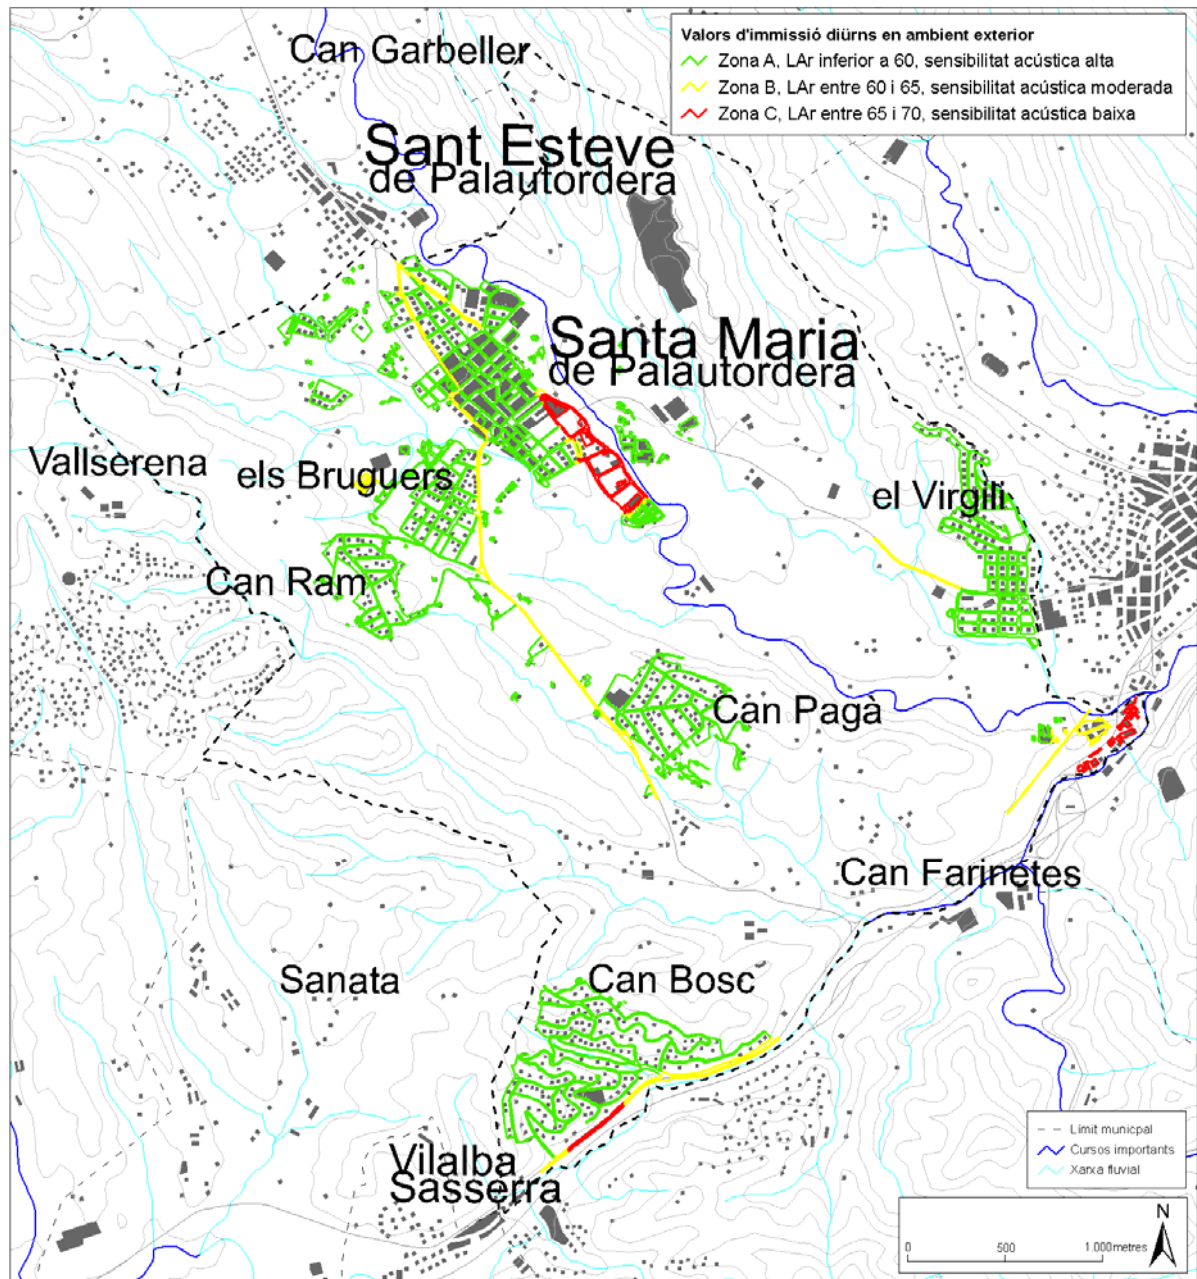 Valors d'immissió diürns en ambient exterior
Zona A, LAr inferior a 60, sensibilitat acústica alta
Zona B, LAr entre 60 i 65, sensibilitat acústica moderada
Zona C, LAr entre 65 i 70, sensibilitat acústica baixa
Can Garbeller
Sant Esteve
de Palautordera
Santa Maria
de Palautordera
Vallserena
els Bruguers
el Virgili
Can Ram
Can Pagà
Can Farinetes
Sanata
Can Bosc
Vilalba
Sasserra
Límit municpal
Cursos importants
Xarxa fluvial
N
0 500 1.000 metres